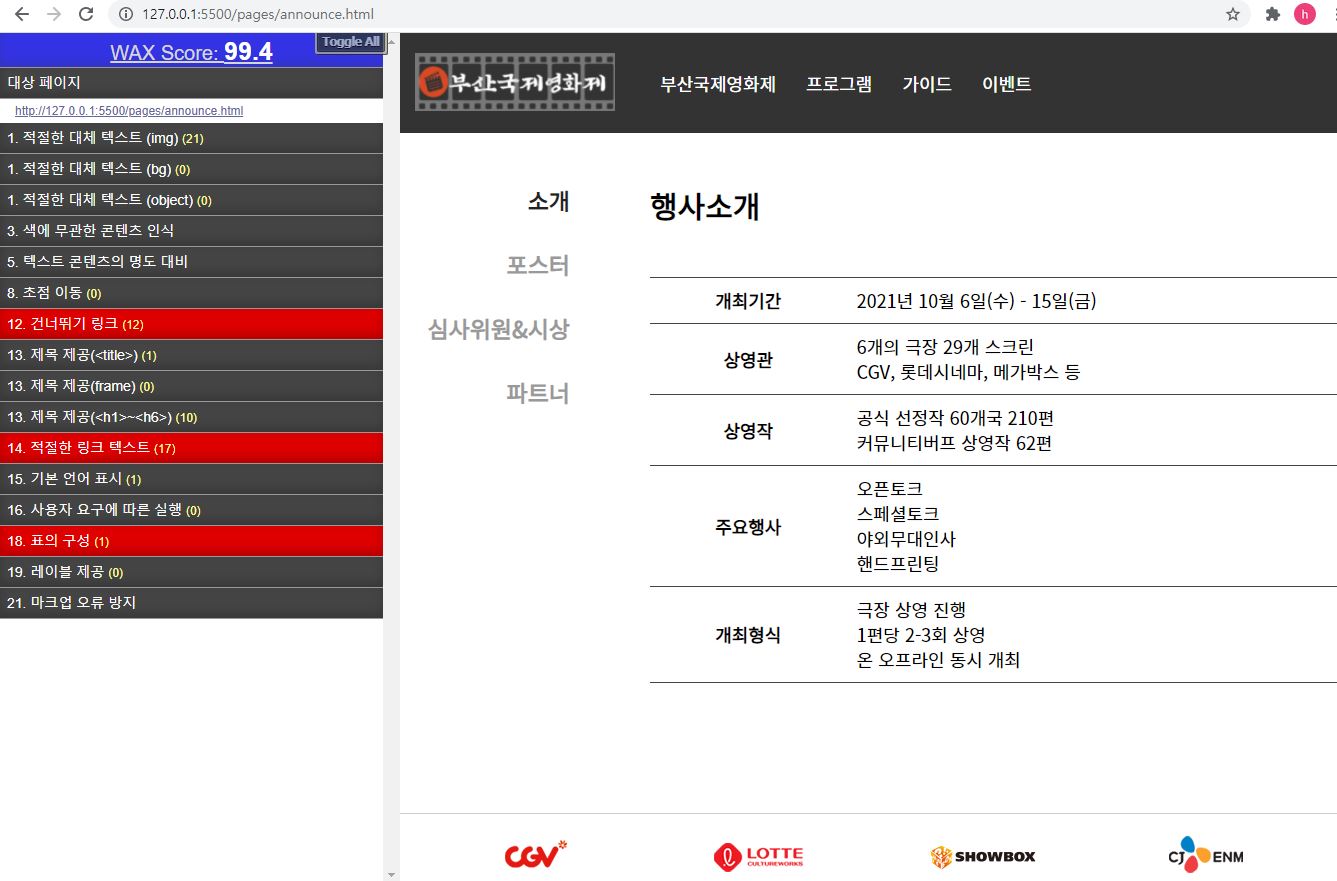 127.0.0.1:5500/pages/announce.html
h
WAX Score: 99.4
Toggle All
대상 페이지
http://127.0.0.1:5500/pages/announce.html
1. 적절한 대체 텍스트 (img) (21)
1. 적절한 대체 텍스트 (bg) (0)
1. 적절한 대체 텍스트 (object) (0)
3. 색에 무관한 콘텐츠 인식
5. 텍스트 콘텐츠의 명도 대비
8. 초점 이동 (0)
12. 건너뛰기 링크 (12)
13. 제목 제공(<title>) (1)
13. 제목 제공(frame) (0)
13. 제목 제공(<h1>~<h6>) (10)
14. 적절한 링크 텍스트 (17)
15. 기본 언어 표시 (1)
16. 사용자 요구에 따른 실행 (0)
18. 표의 구성 (1)
19. 레이블 제공 (0)
21. 마크업 오류 방지
부산국제영화제
부산국제영화제 프로그램 가이드 이벤트
소개
포스터
심사위원&시상
파트너
행사소개
개최기간 2021년 10월 6일(수) - 15일(금)
상영관 6개의 극장 29개 스크린
CGV, 롯데시네마, 메가박스 등
상영작 공식 선정작 60개국 210편
커뮤니티버프 상영작 62편
주요행사 오픈토크
스페셜토크
야외무대인사
핸드프린팅
개최형식 극장 상영 진행
1편당 2-3회 상영
온 오프라인 동시 개최
CGV
LOTTE
CULTUREWORKS
SHOWBOX
CJ ENM